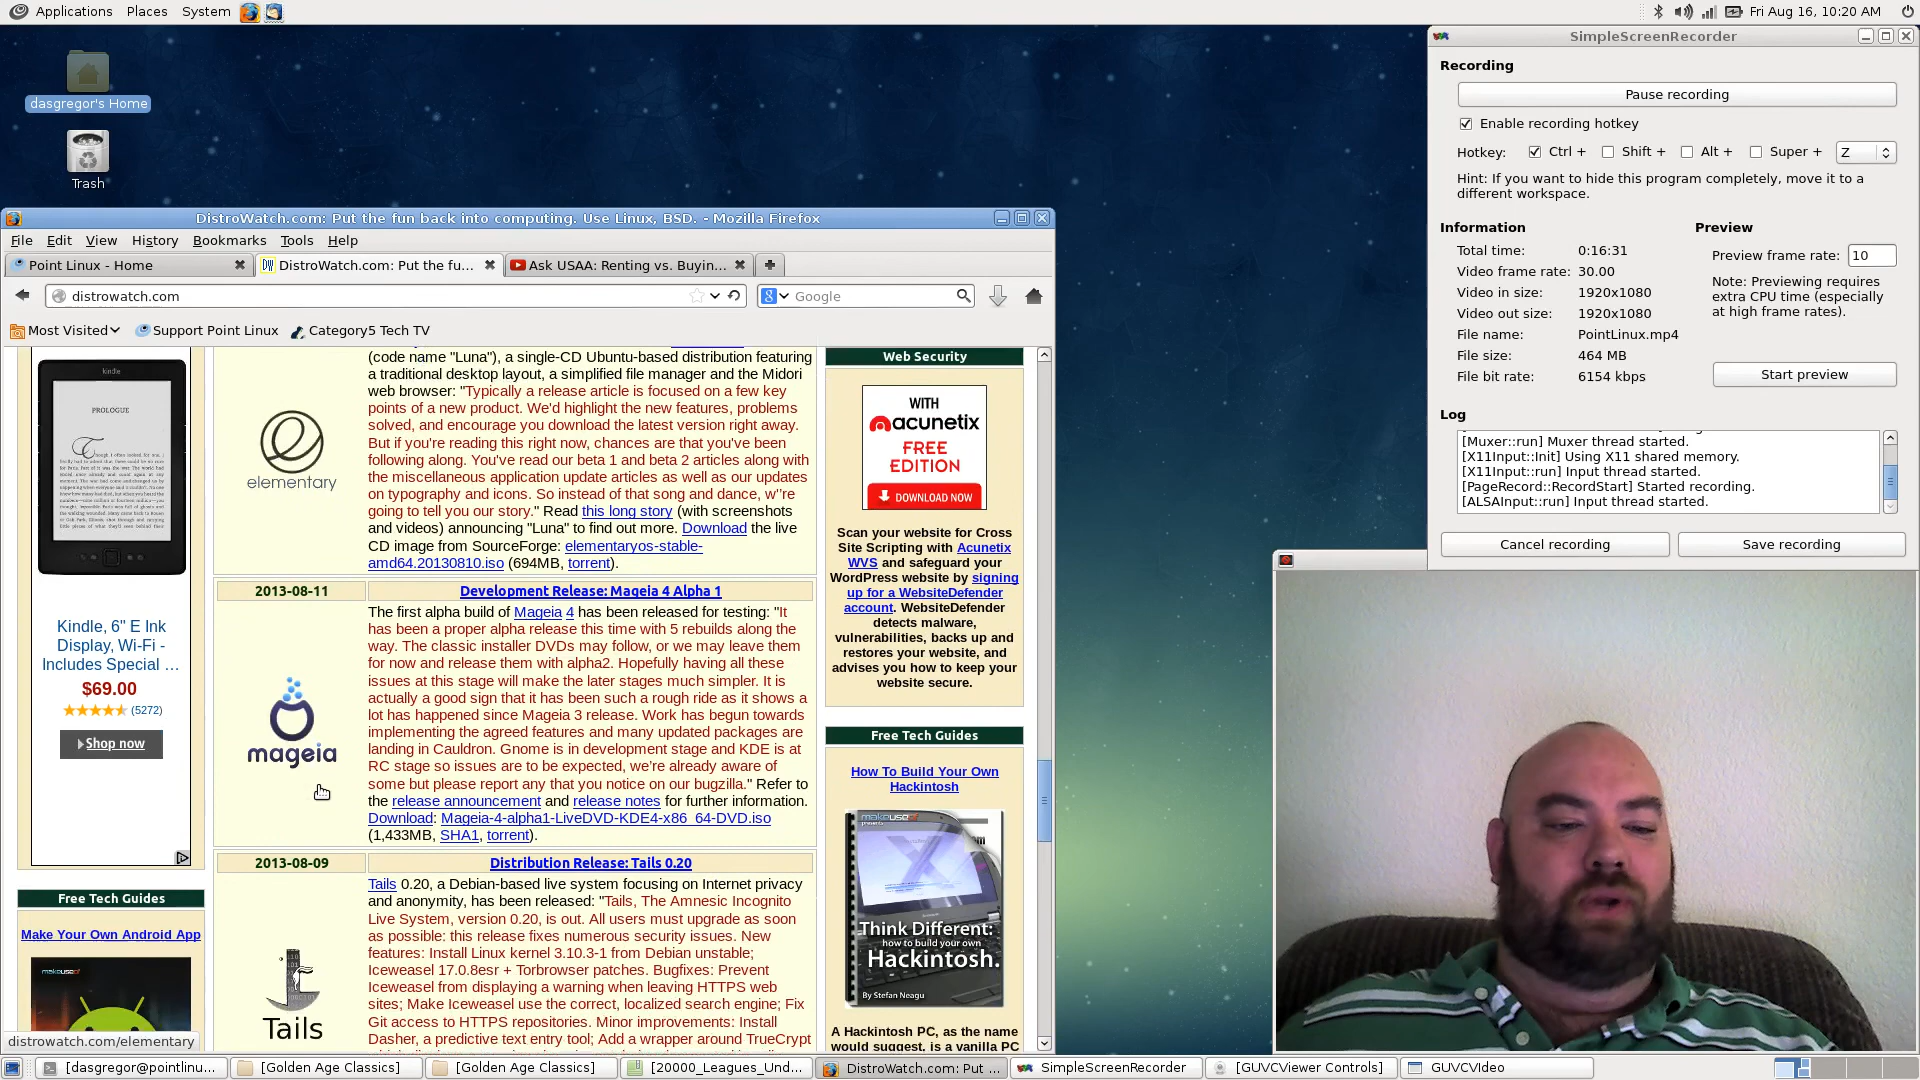 Applications Places System
Fri Aug 16, 10:20 AM
dasgregor's Home
Trash
SimpleScreenRecorder
Recording
Pause recording
Enable recording hotkey
Hotkey: Ctrl + Shift + Alt + Super + Z
Hint: If you want to hide this program completely, move it to a
different workspace.
Information
Total time: 0:16:31
Video frame rate: 30.00
Video in size: 1920x1080
Video out size: 1920x1080
File name: PointLinux.mp4
File size: 464 MB
File bit rate: 6154 kbps
Preview
Preview frame rate: 10
Note: Previewing requires
extra CPU time (especially
at high frame rates).
Start preview
Log
[Muxer::run] Muxer thread started.
[X11Input::Init] Using X11 shared memory.
[X11Input::run] Input thread started.
[PageRecord::RecordStart] Started recording.
[ALSAInput::run] Input thread started.
Cancel recording
Save recording
DistroWatch.com: Put the fun back into computing. Use Linux, BSD. - Mozilla Firefox
File Edit View History Bookmarks Tools Help
Point Linux - Home
DistroWatch.com: Put the fu...
Ask USAA: Renting vs. Buyin...
distrowatch.com
Google
Most Visited
Support Point Linux
Category5 Tech TV
kindle
PROLOGUE
Kindle, 6" E Ink
Display, Wi-Fi -
Includes Special ...
$69.00
(5272)
Shop now
Free Tech Guides
Make Your Own Android App
makeuseof
elementary
(code name "Luna"), a single-CD Ubuntu-based distribution featuring
a traditional desktop layout, a simplified file manager and the Midori
web browser: "Typically a release article is focused on a few key
points of a new product. We'd highlight the new features, problems
solved, and encourage you download the latest version right away.
But if you're reading this right now, chances are that you've been
following along. You've read our beta 1 and beta 2 articles along with
the miscellaneous application update articles as well as our updates
on typography and icons. So instead of that song and dance, w''re
going to tell you our story." Read this long story (with screenshots
and videos) announcing "Luna" to find out more. Download the live
CD image from SourceForge: elementaryos-stable-
amd64.20130810.iso (694MB, torrent).
2013-08-11
Development Release: Mageia 4 Alpha 1
mageia
The first alpha build of Mageia 4 has been released for testing: "It
has been a proper alpha release this time with 5 rebuilds along the
way. The classic installer DVDs may follow, or we may leave them
for now and release them with alpha2. Hopefully having all these
issues at this stage will make the later stages much simpler. It is
actually a good sign that it has been such a rough ride as it shows a
lot has happened since Mageia 3 release. Work has begun towards
implementing the agreed features and many updated packages are
landing in Cauldron. Gnome is in development stage and KDE is at
RC stage so issues are to be expected, we're already aware of
some but please report any that you notice on our bugzilla." Refer to
the release announcement and release notes for further information.
Download: Mageia-4-alpha1-LiveDVD-KDE4-x86_64-DVD.iso
(1,433MB, SHA1, torrent).
2013-08-09
Distribution Release: Tails 0.20
Tails
Tails 0.20, a Debian-based live system focusing on Internet privacy
and anonymity, has been released: "Tails, The Amnesic Incognito
Live System, version 0.20, is out. All users must upgrade as soon
as possible: this release fixes numerous security issues. New
features: Install Linux kernel 3.10.3-1 from Debian unstable;
Iceweasel 17.0.8esr + Torbrowser patches. Bugfixes: Prevent
Iceweasel from displaying a warning when leaving HTTPS web
sites; Make Iceweasel use the correct, localized search engine; Fix
Git access to HTTPS repositories. Minor improvements: Install
Dasher, a predictive text entry tool; Add a wrapper around TrueCrypt
Web Security
WITH
acunetix
FREE
EDITION
DOWNLOAD NOW
Scan your website for Cross
Site Scripting with Acunetix
WVS and safeguard your
WordPress website by signing
up for a WebsiteDefender
account. WebsiteDefender
detects malware,
vulnerabilities, backs up and
restores your website, and
advises you how to keep your
website secure.
Free Tech Guides
How To Build Your Own
Hackintosh
makeuseof
Think Different:
how to build your own
Hackintosh.
By Stefan Neagu
A Hackintosh PC, as the name
would suggest, is a vanilla PC
distrowatch.com/elementary
[dasgregor@pointlinu...
[Golden Age Classics]
[Golden Age Classics]
[20000_Leagues_Und...
DistroWatch.com: Put ...
SimpleScreenRecorder
[GUVCViewer Controls]
GUVCVIdeo